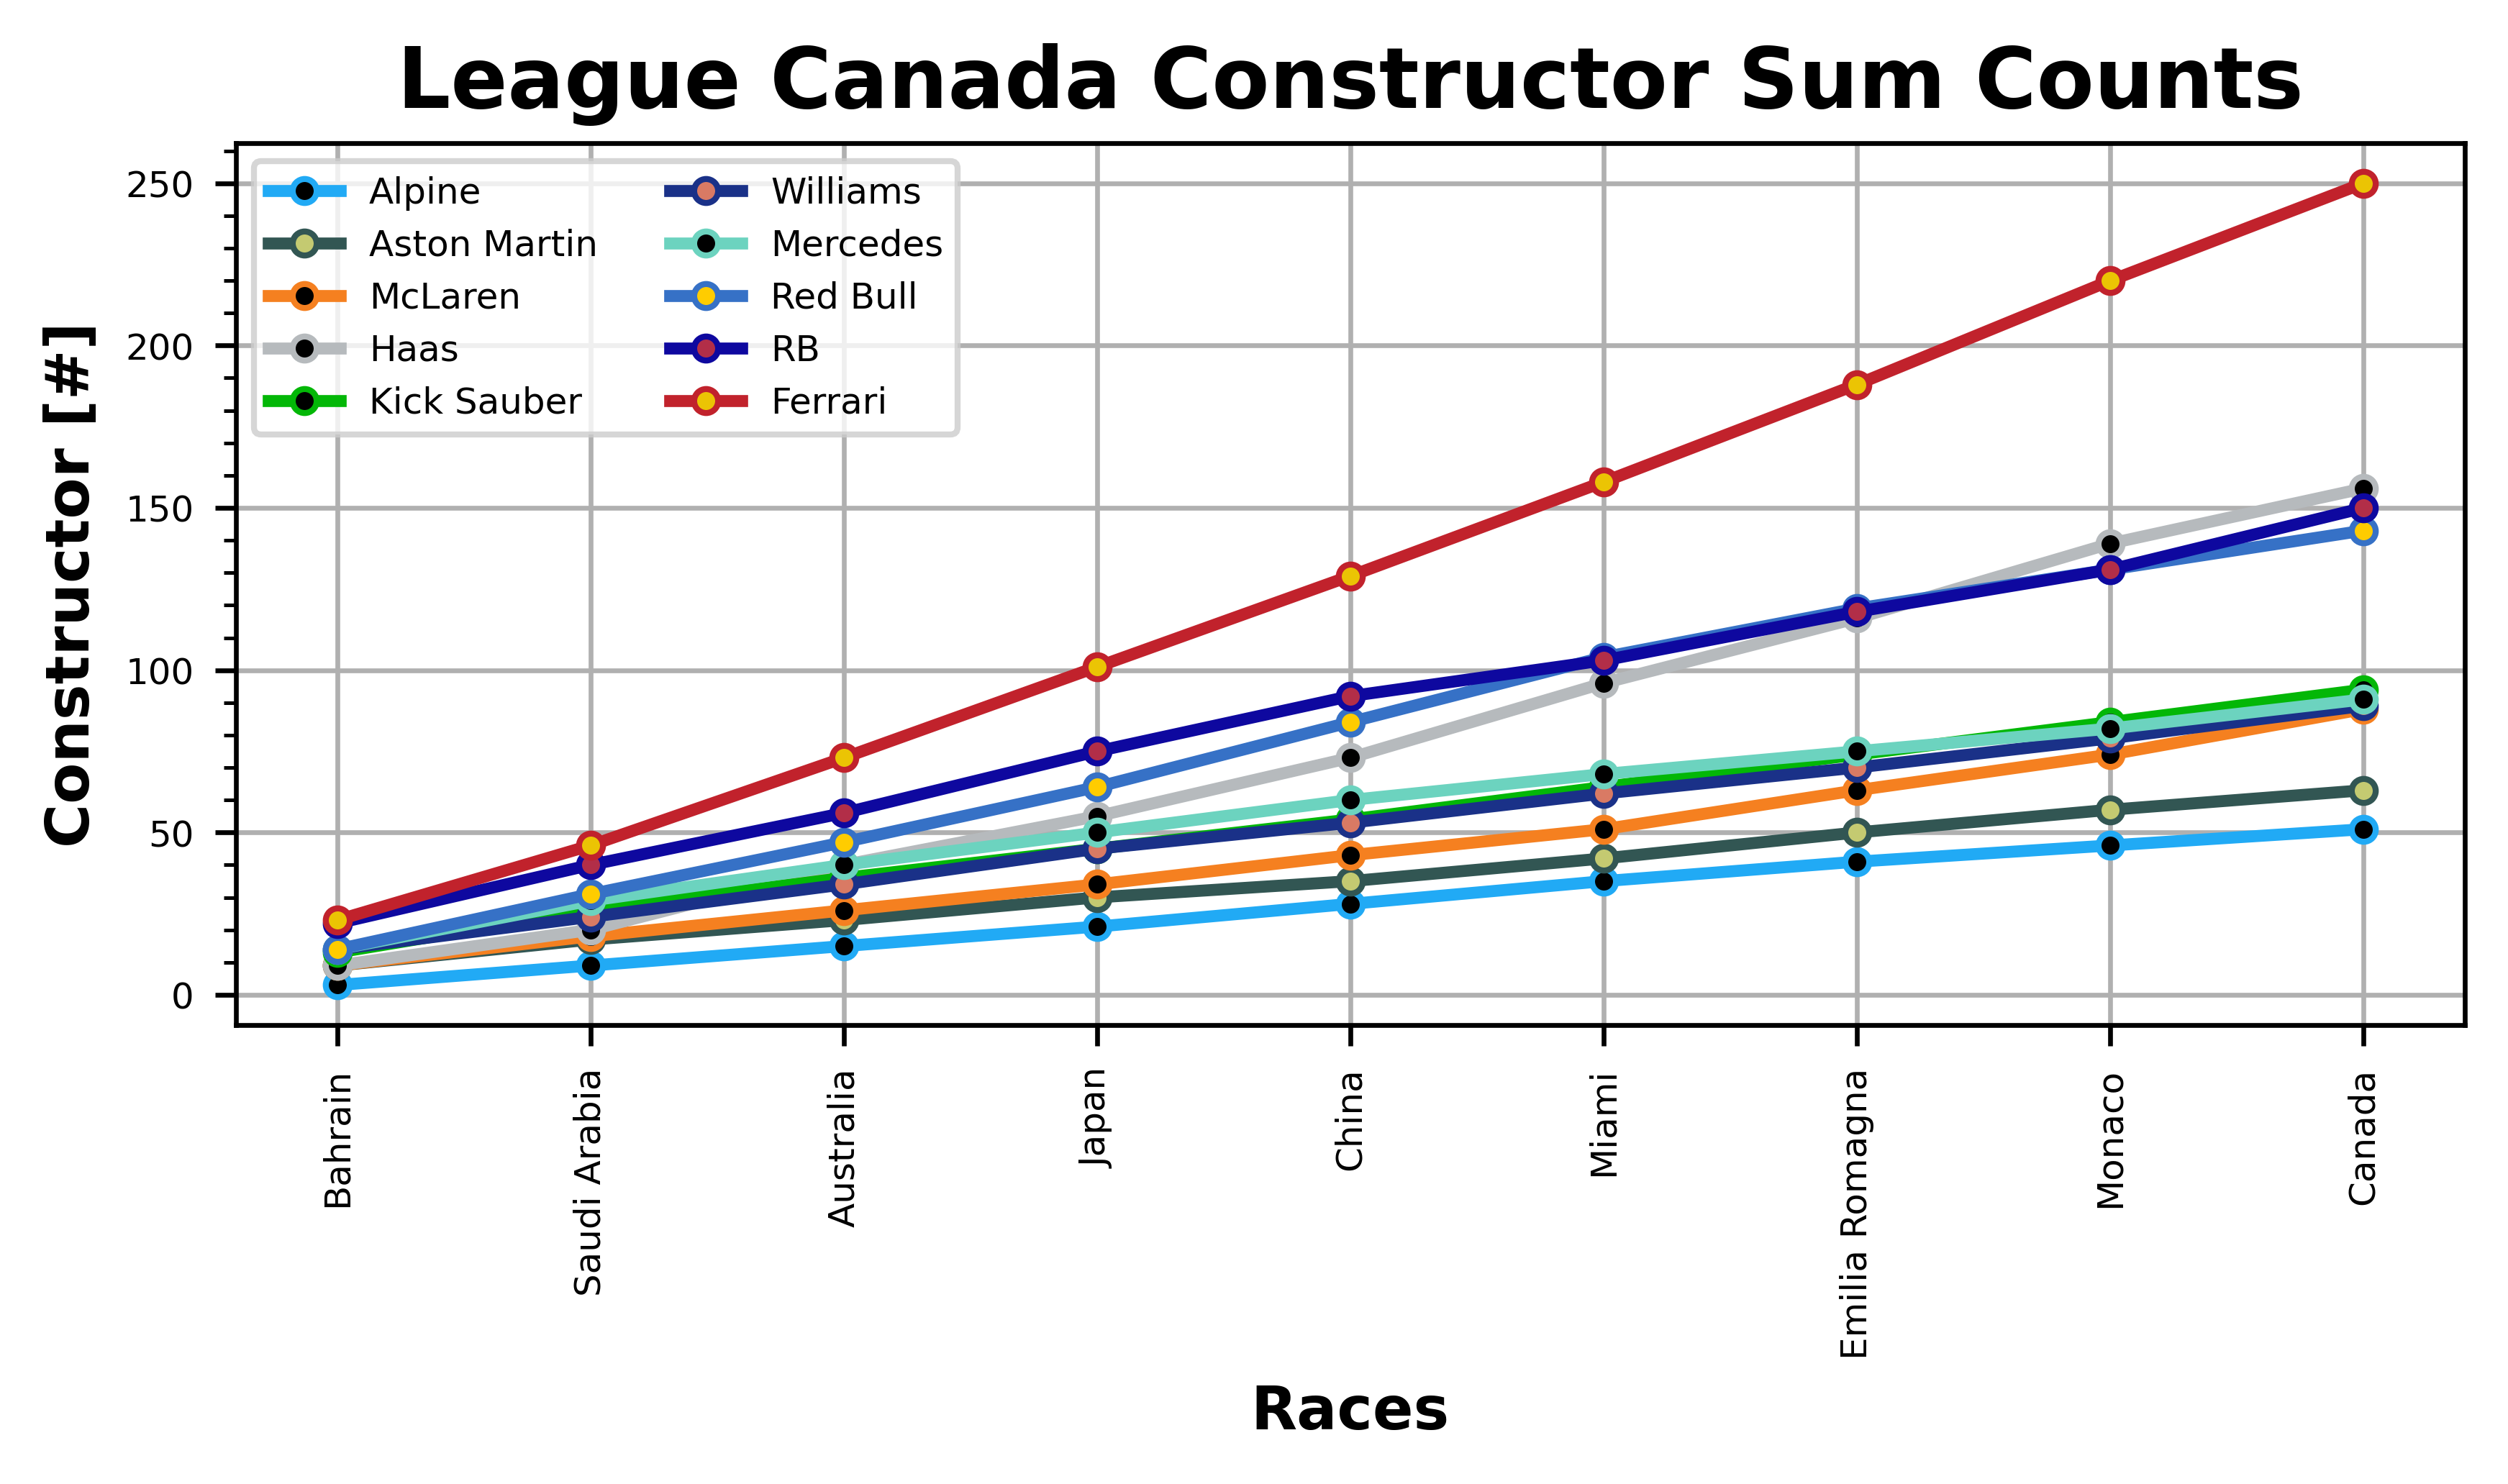 League Canada Constructor Sum Counts
Constructor [#]
250
200
150
100
50
0
Alpine
Aston Martin
McLaren
Haas
Kick Sauber
Williams
Mercedes
Red Bull
RB
Ferrari
Bahrain
Saudi Arabia
Australia
Japan
China
Miami
Emilia Romagna
Monaco
Canada
Races